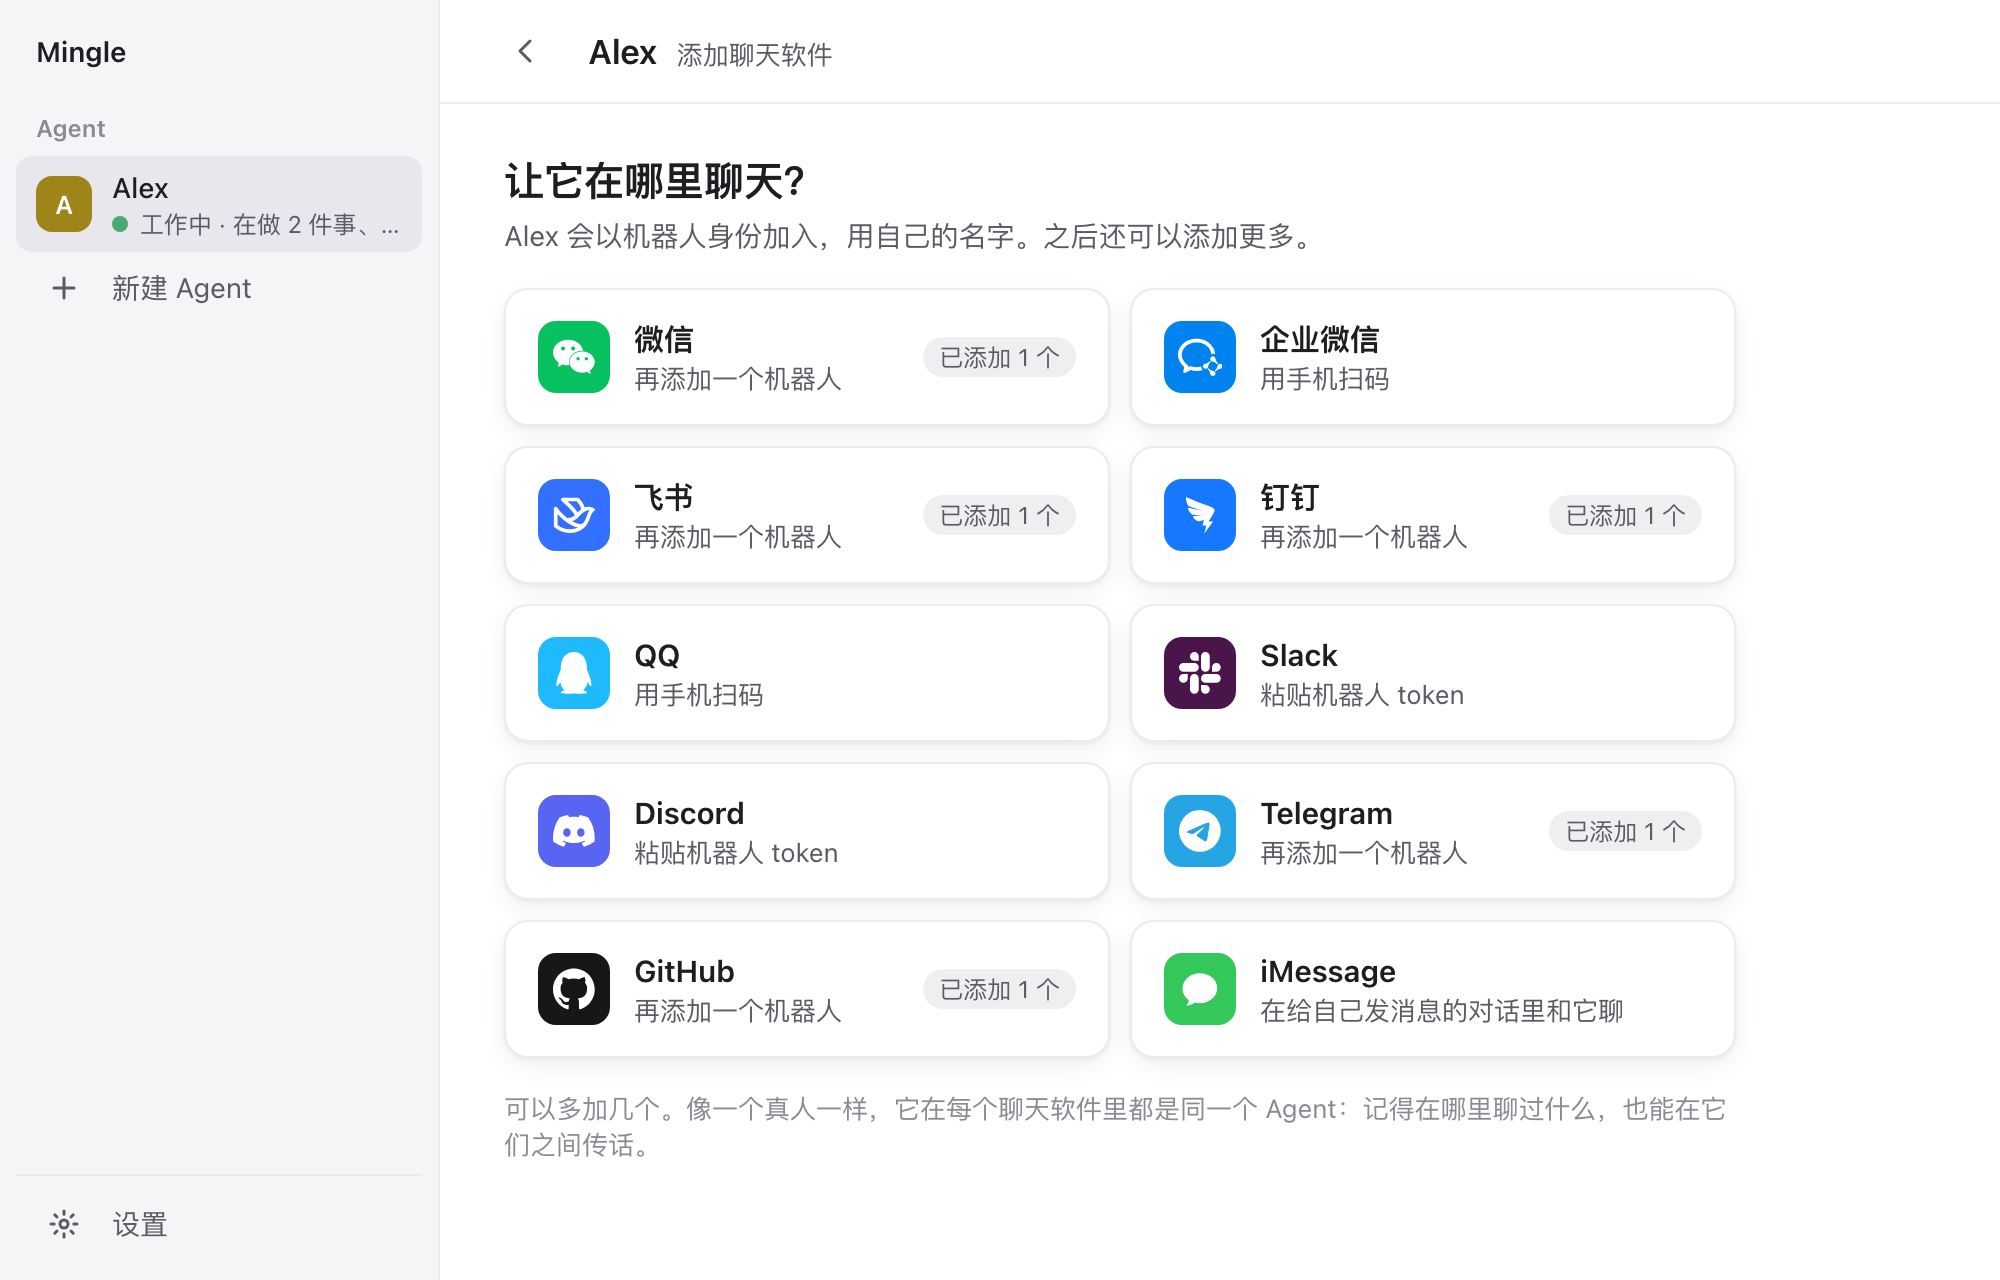 Mingle
Agent
A
Alex
工作中 · 在做 2 件事、...
新建 Agent
设置
Alex 添加聊天软件
让它在哪里聊天?
Alex 会以机器人身份加入，用自己的名字。之后还可以添加更多。
微信
再添加一个机器人
已添加 1 个
企业微信
用手机扫码
飞书
再添加一个机器人
已添加 1 个
钉钉
再添加一个机器人
已添加 1 个
QQ
用手机扫码
Slack
粘贴机器人 token
Discord
粘贴机器人 token
Telegram
再添加一个机器人
已添加 1 个
GitHub
再添加一个机器人
已添加 1 个
iMessage
在给自己发消息的对话里和它聊
可以多加几个。像一个真人一样，它在每个聊天软件里都是同一个 Agent：记得在哪里聊过什么，也能在它
们之间传话。